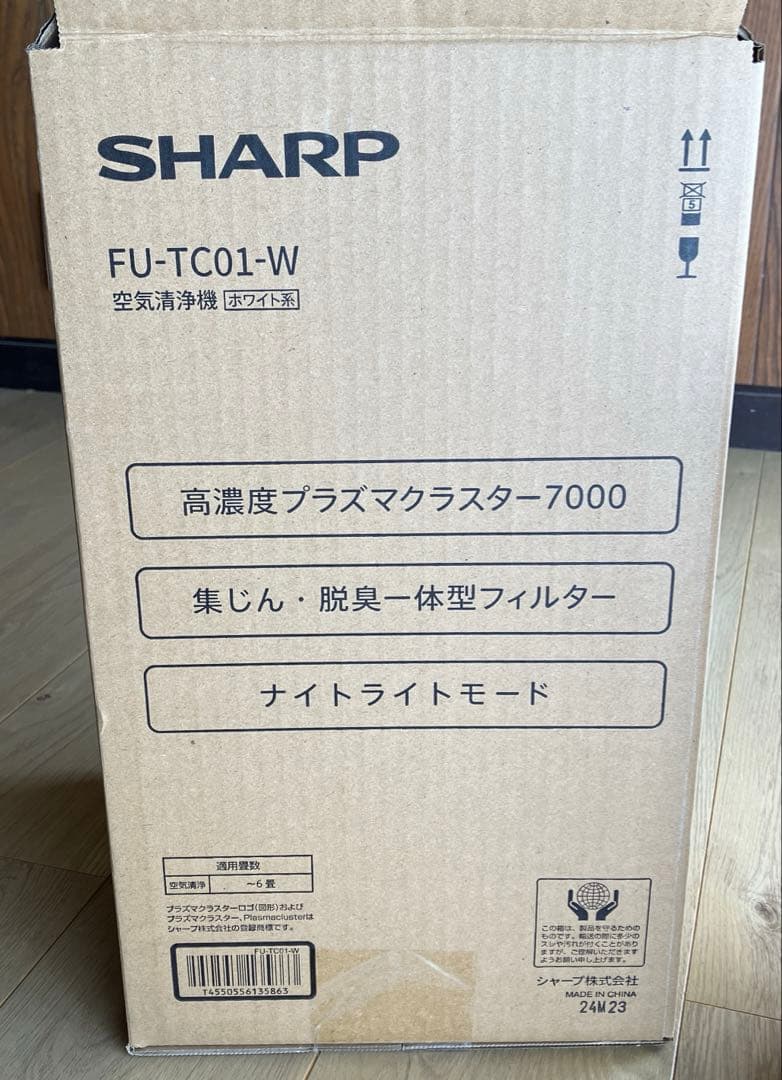 SHARP
FU-TC01-W
空気清浄機 ホワイト系
5
高濃度プラズマクラスター7000
集じん・脱臭一体型フィルター
ナイトライトモード
適用畳数
空気清浄 ~6畳
プラズマクラスターロゴ(図形)および
プラズマクラスター、Plasmaclusterは
シャープ株式会社の登録商標です。
FU-TC01-W
T4550556135863
この箱は、製品を守るための
ものです。輸送の際に多少の
スレや汚れが付くことがあり
ますが、ご理解いただきます
ようお願い申し上げます。
シャープ株式会社
MADE IN CHINA
24M23